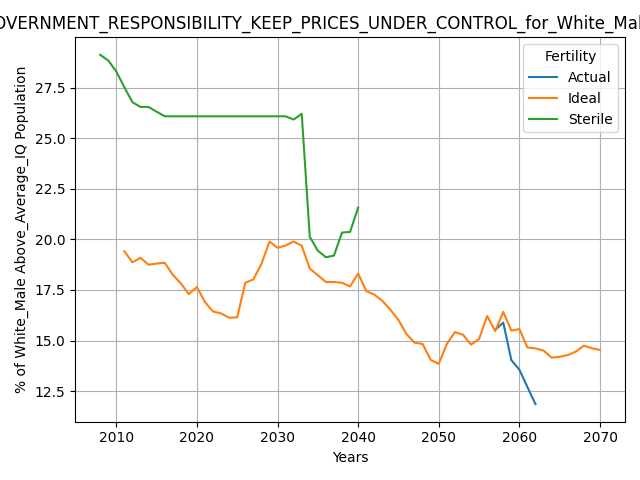 OVERNMENT_RESPONSIBILITY_KEEP_PRICES_UNDER_CONTROL_for_White_Mal
Fertility
Actual
Ideal
Sterile
% of White_Male Above_Average_IQ Population
27.5
25.0
22.5
20.0
17.5
15.0
12.5
2010 2020 2030 2040 2050 2060 2070
Years